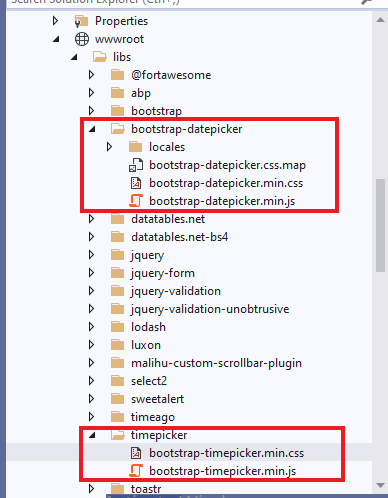 Search Solution Explorer (Ctrl+;)
Properties
wwwroot
libs
@fortawesome
abp
bootstrap
bootstrap-datepicker
locales
bootstrap-datepicker.css.map
bootstrap-datepicker.min.css
bootstrap-datepicker.min.js
datatables.net
datatables.net-bs4
jquery
jquery-form
jquery-validation
jquery-validation-unobtrusive
lodash
luxon
malihu-custom-scrollbar-plugin
select2
sweetalert
timeago
timepicker
bootstrap-timepicker.min.css
bootstrap-timepicker.min.js
toastr